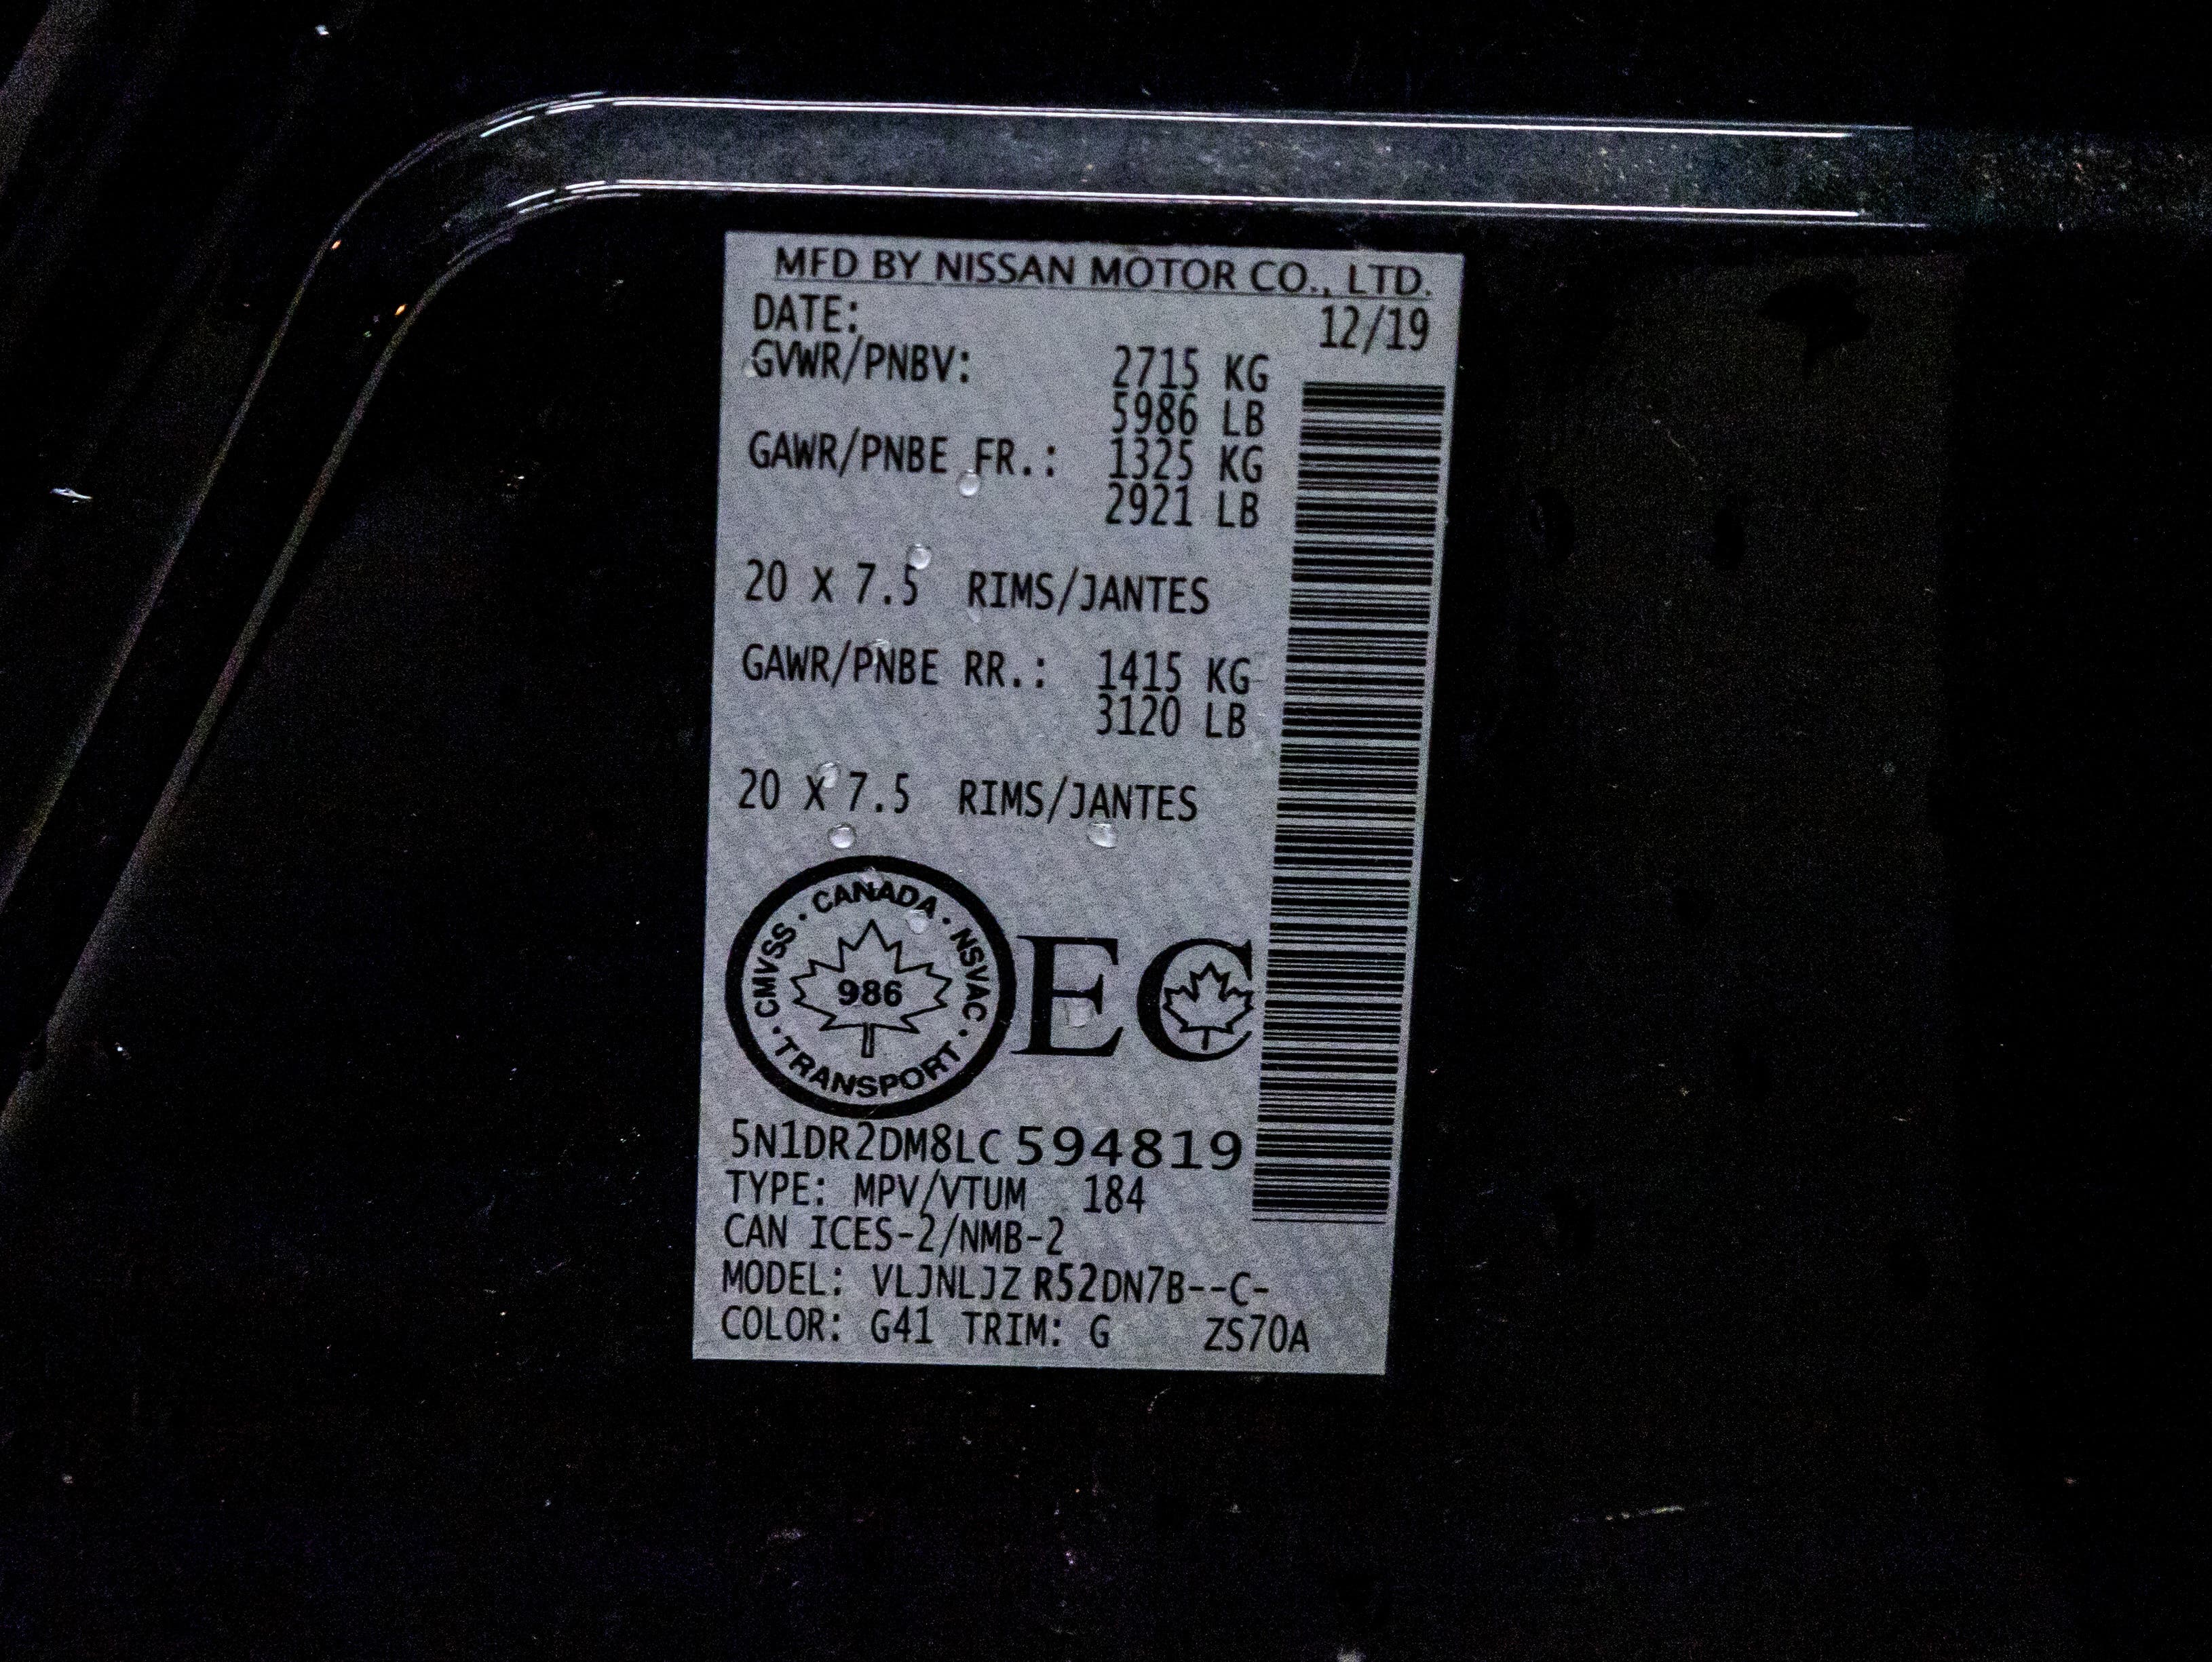 MFD BY NISSAN MOTOR CO., LTD.
DATE: 12/19
GVWR/PNBV: 2715 KG
5986 LB
GAWR/PNBE FR.: 1325 KG
2921 LB
20 X 7.5 RIMS/JANTES
GAWR/PNBE RR.: 1415 KG
3120 LB
20 X 7.5 RIMS/JANTES
CANADA · NSVAC · TRANSPORT · CMVSS ·
986
EC
5N1DR2DM8LC594819
TYPE: MPV/VTUM 184
CAN ICES-2/NMB-2
MODEL: VLJNLJZ R52DN7B--C-
COLOR: G41 TRIM: G ZS70A